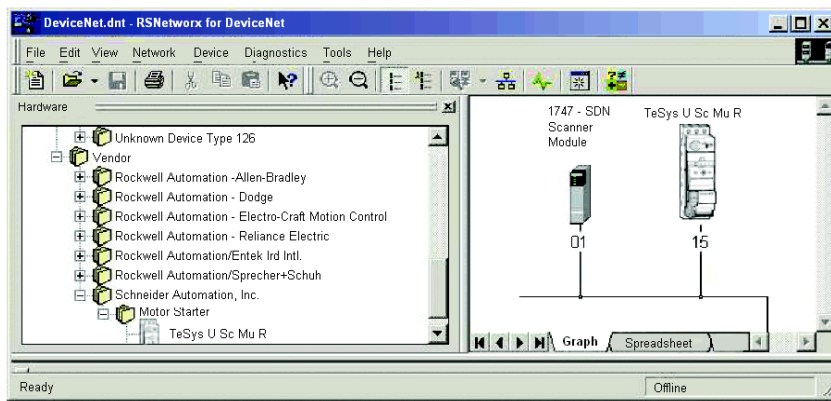 DeviceNet.dnt - RSNetworx for DeviceNet
File Edit View Network Device Diagnostics Tools Help
Hardware
Unknown Device Type 126
Vendor
Rockwell Automation -Allen-Bradley
Rockwell Automation - Dodge
Rockwell Automation - Electro-Craft Motion Control
Rockwell Automation - Reliance Electric
Rockwell Automation/Entek Ird Intl.
Rockwell Automation/Sprecher+Schuh
Schneider Automation, Inc.
Motor Starter
TeSys U Sc Mu R
1747 - SDN
Scanner
Module
01
TeSys U Sc Mu R
15
Graph Spreadsheet
Ready Offline